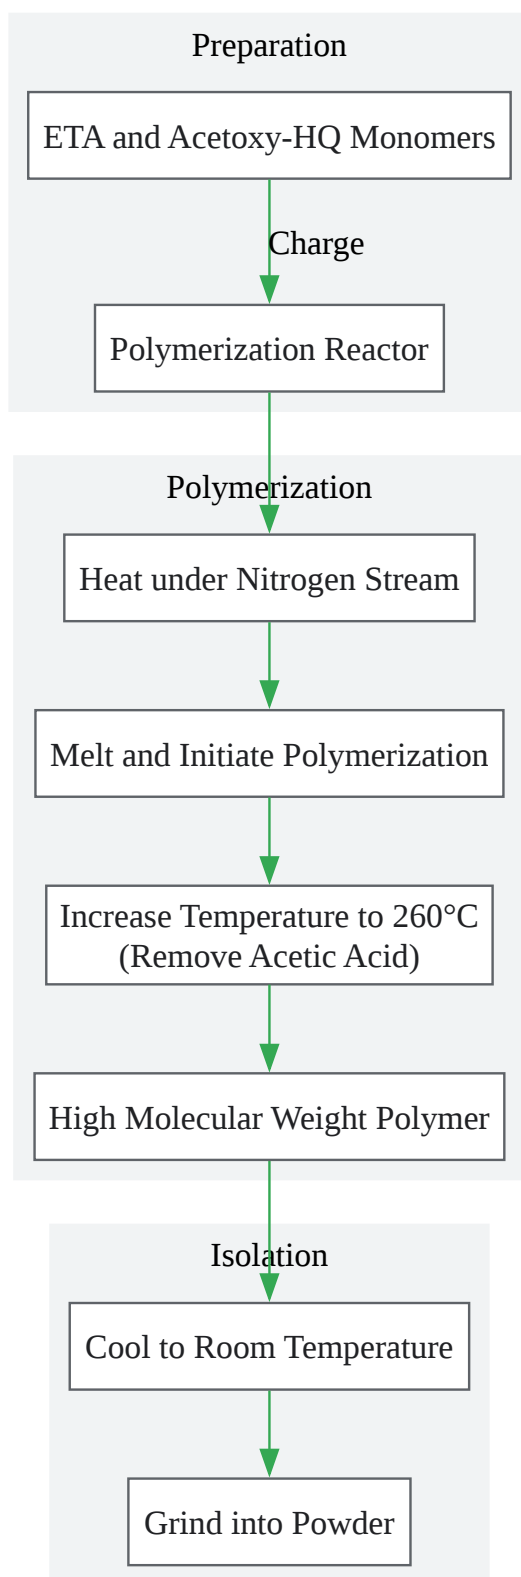 Preparation
ETA and Acetoxy-HQ Monomers
Charge
Polymerization Reactor
Polymerization
Heat under Nitrogen Stream
Melt and Initiate Polymerization
Increase Temperature to 260°C
(Remove Acetic Acid)
High Molecular Weight Polymer
Isolation
Cool to Room Temperature
Grind into Powder